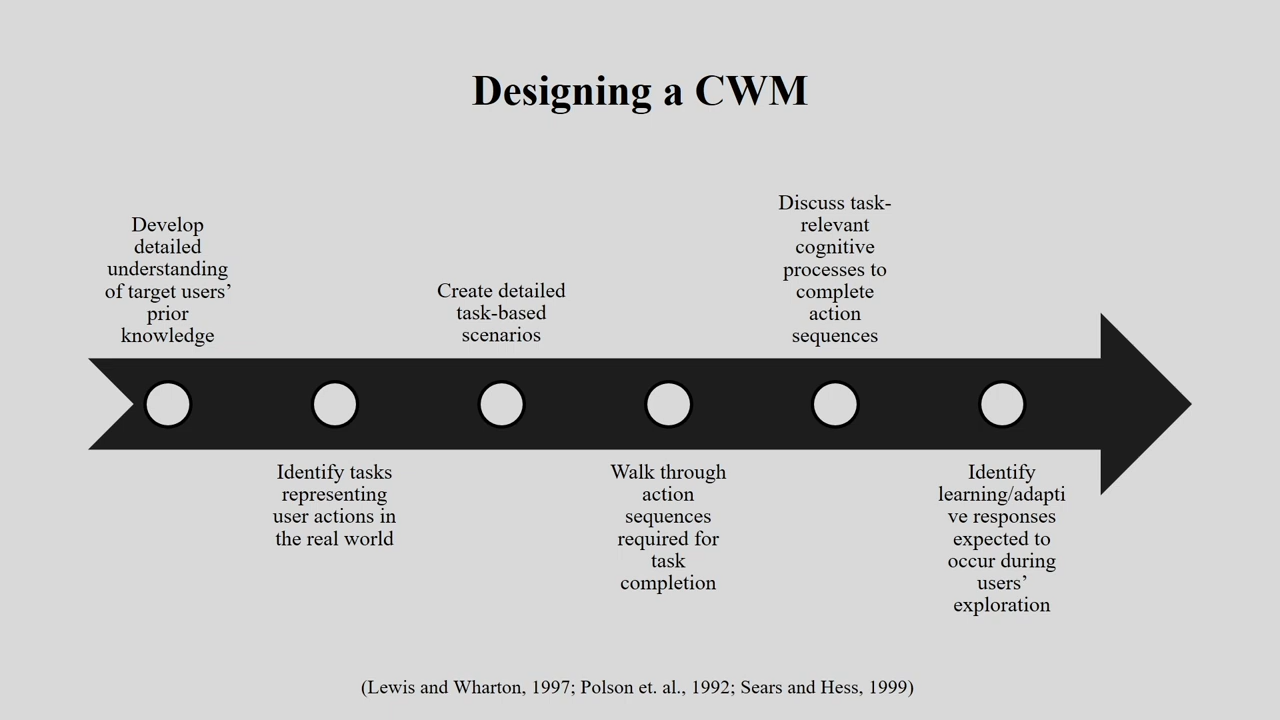 Designing a CWM
Develop
detailed
understanding
of target users’
prior
knowledge
Identify tasks
representing
user actions in
the real world
Create detailed
task-based
scenarios
Walk through
action
sequences
required for
task
completion
Discuss task-
relevant
cognitive
processes to
complete
action
sequences
Identify
learning/adapti
ve responses
expected to
occur during
users’
exploration
(Lewis and Wharton, 1997; Polson et. al., 1992; Sears and Hess, 1999)